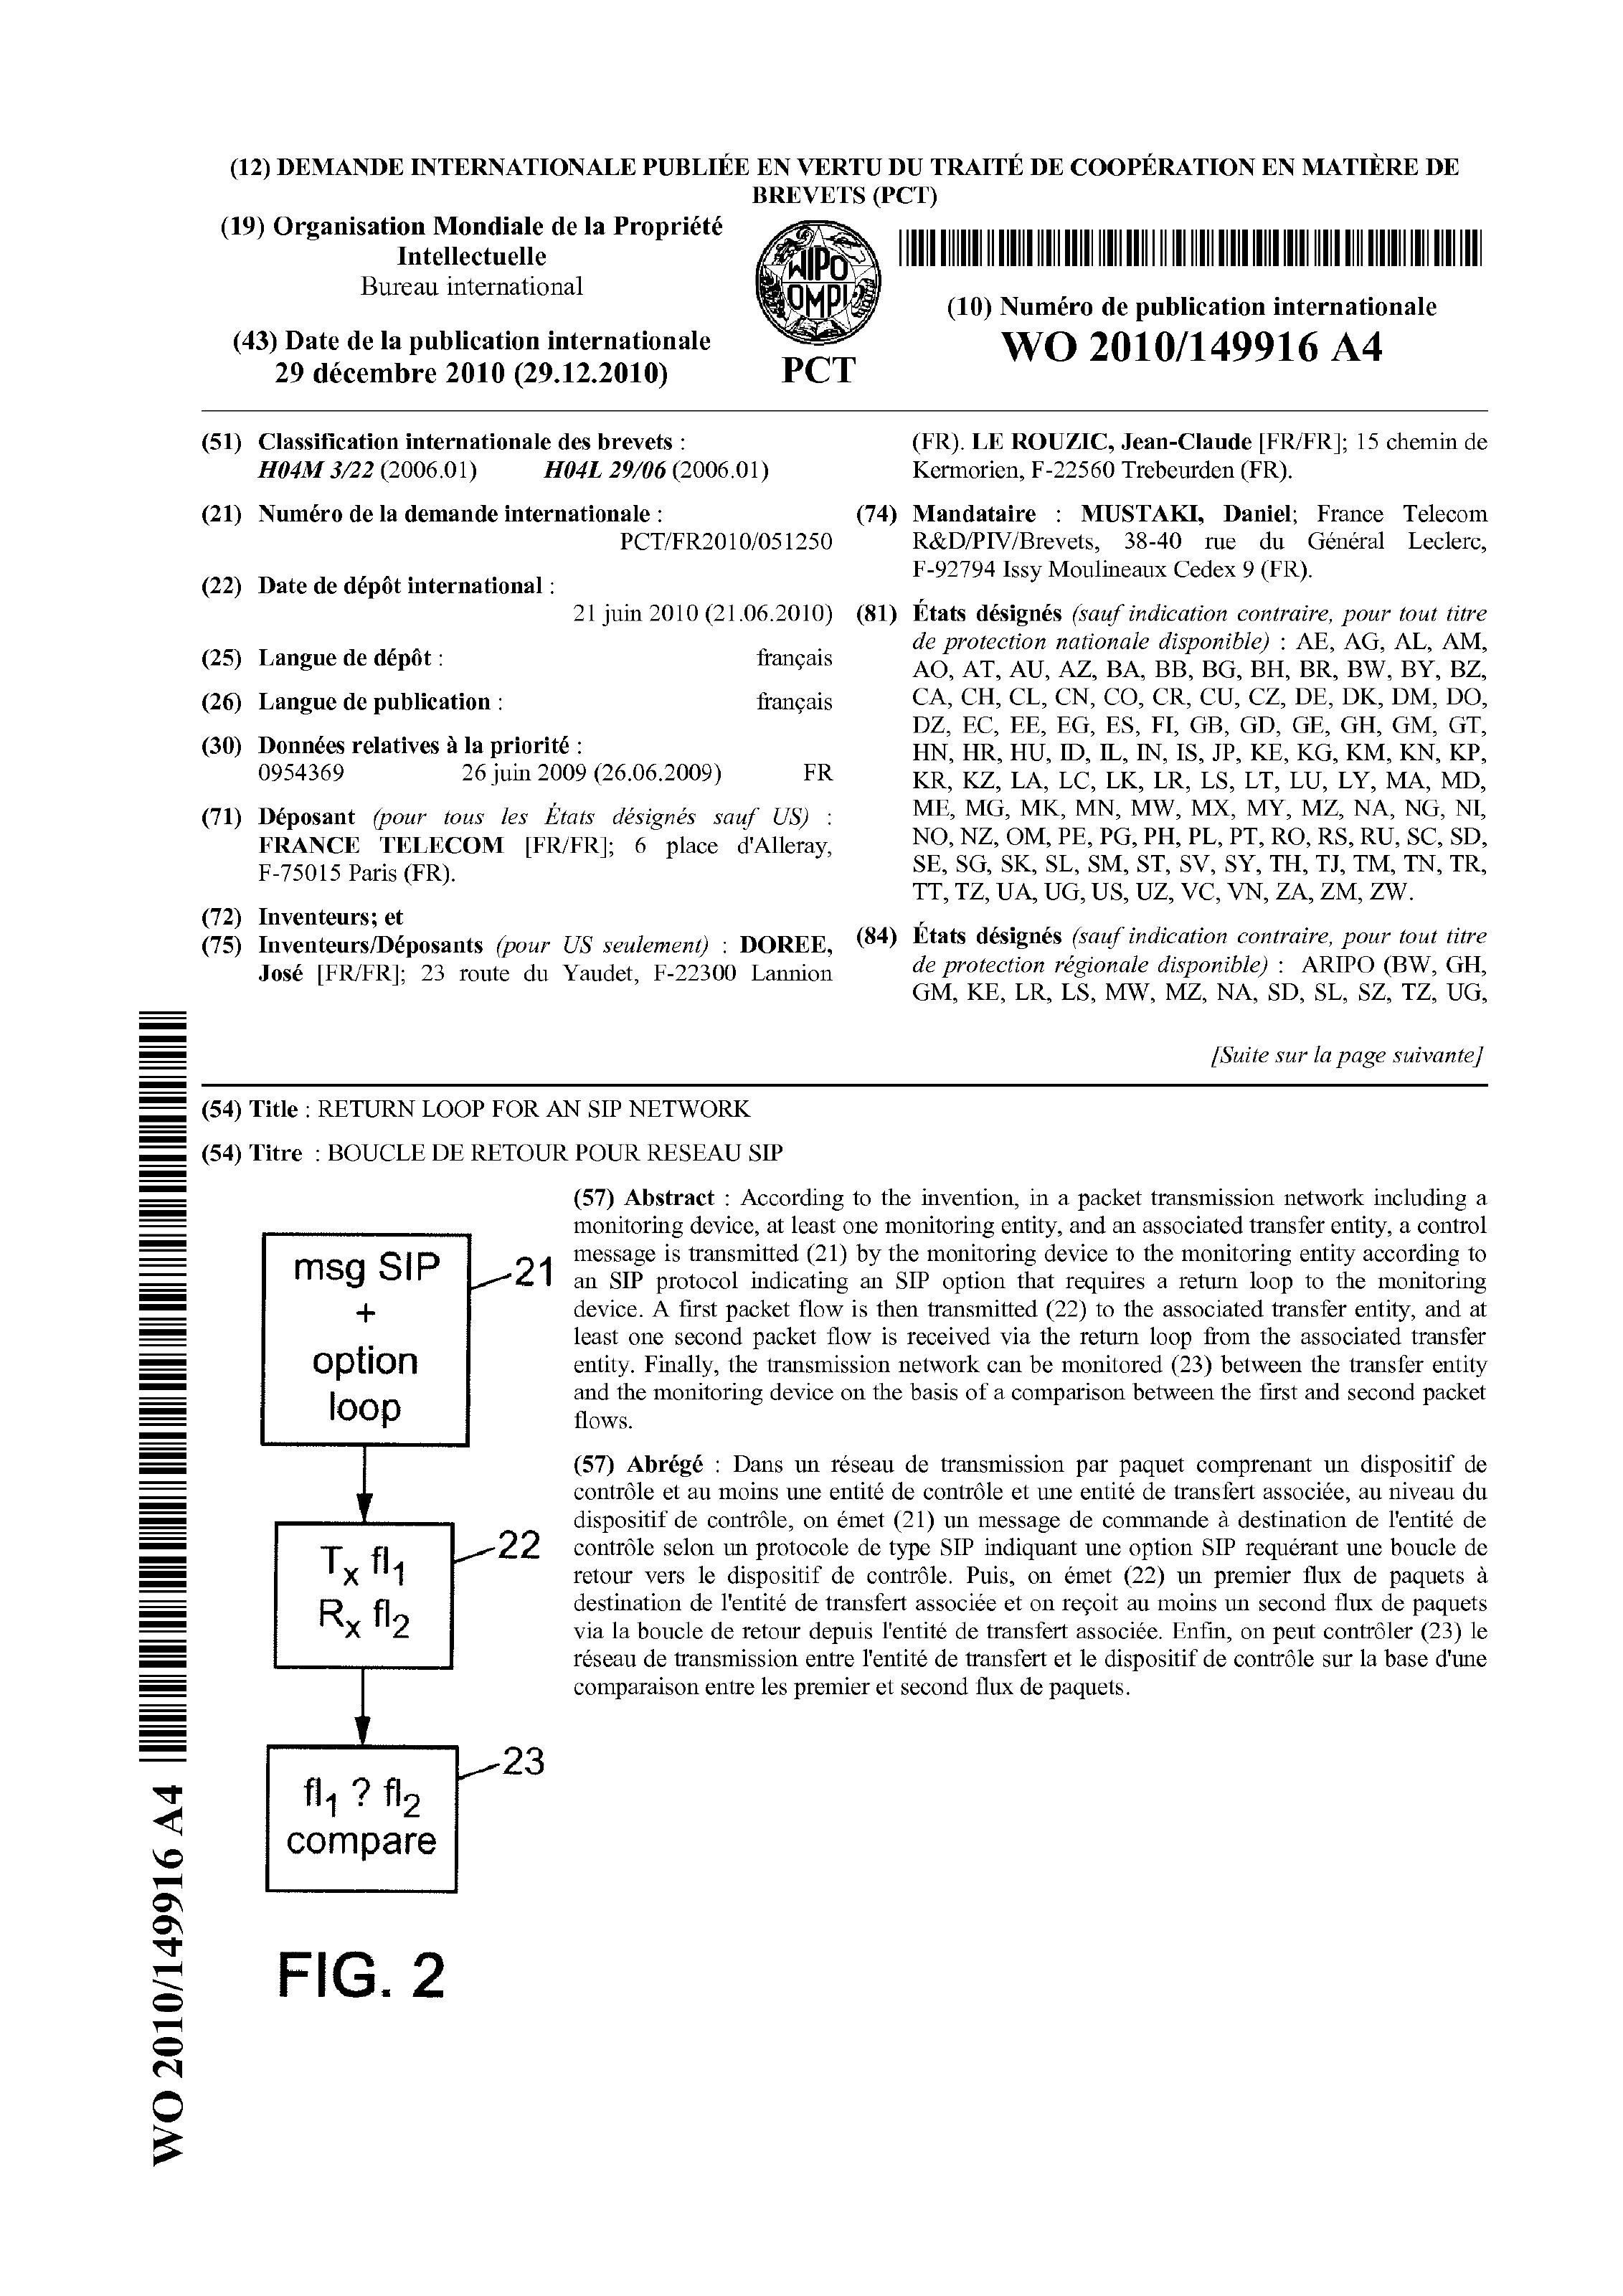 (12) DEMANDE INTERNATIONALE PUBLIÉE EN VERTU DU TRAITÉ DE COOPÉRATION EN MATIÈRE DE
BREVETS (PCT)
(19) Organisation Mondiale de la Propriété
Intellectuelle
Bureau international
(43) Date de la publication internationale
29 décembre 2010 (29.12.2010)
WIPO
OMPI
PCT
(10) Numéro de publication internationale
WO 2010/149916 A4
(51) Classification internationale des brevets :
H04M 3/22 (2006.01) H04L 29/06 (2006.01)
(21) Numéro de la demande internationale :
PCT/FR2010/051250
(22) Date de dépôt international :
21 juin 2010 (21.06.2010)
(25) Langue de dépôt : français
(26) Langue de publication : français
(30) Données relatives à la priorité :
0954369 26 juin 2009 (26.06.2009) FR
(71) Déposant (pour tous les États désignés sauf US) :
FRANCE TELECOM [FR/FR]; 6 place d'Alleray,
F-75015 Paris (FR).
(72) Inventeurs; et
(75) Inventeurs/Déposants (pour US seulement) : DOREE,
José [FR/FR]; 23 route du Yaudet, F-22300 Lannion
(FR). LE ROUZIC, Jean-Claude [FR/FR]; 15 chemin de
Kermorien, F-22560 Trebeurden (FR).
(74) Mandataire : MUSTAKI, Daniel; France Telecom
R&D/PIV/Brevets, 38-40 rue du Général Leclerc,
F-92794 Issy Moulineaux Cedex 9 (FR).
(81) États désignés (sauf indication contraire, pour tout titre
de protection nationale disponible) : AE, AG, AL, AM,
AO, AT, AU, AZ, BA, BB, BG, BH, BR, BW, BY, BZ,
CA, CH, CL, CN, CO, CR, CU, CZ, DE, DK, DM, DO,
DZ, EC, EE, EG, ES, FI, GB, GD, GE, GH, GM, GT,
HN, HR, HU, ID, IL, IN, IS, JP, KE, KG, KM, KN, KP,
KR, KZ, LA, LC, LK, LR, LS, LT, LU, LY, MA, MD,
ME, MG, MK, MN, MW, MX, MY, MZ, NA, NG, NI,
NO, NZ, OM, PE, PG, PH, PL, PT, RO, RS, RU, SC, SD,
SE, SG, SK, SL, SM, ST, SV, SY, TH, TJ, TM, TN, TR,
TT, TZ, UA, UG, US, UZ, VC, VN, ZA, ZM, ZW.
(84) États désignés (sauf indication contraire, pour tout titre
de protection régionale disponible) : ARIPO (BW, GH,
GM, KE, LR, LS, MW, MZ, NA, SD, SL, SZ, TZ, UG,
[Suite sur la page suivante]
(54) Title : RETURN LOOP FOR AN SIP NETWORK
(54) Titre : BOUCLE DE RETOUR POUR RESEAU SIP
msg SIP
+
option
loop
21
Tx fl1
Rx fl2
22
fl1 ? fl2
compare
23
FIG. 2
(57) Abstract : According to the invention, in a packet transmission network including a
monitoring device, at least one monitoring entity, and an associated transfer entity, a control
message is transmitted (21) by the monitoring device to the monitoring entity according to
an SIP protocol indicating an SIP option that requires a return loop to the monitoring
device. A first packet flow is then transmitted (22) to the associated transfer entity, and at
least one second packet flow is received via the return loop from the associated transfer
entity. Finally, the transmission network can be monitored (23) between the transfer entity
and the monitoring device on the basis of a comparison between the first and second packet
flows.
(57) Abrégé : Dans un réseau de transmission par paquet comprenant un dispositif de
contrôle et au moins une entité de contrôle et une entité de transfert associée, au niveau du
dispositif de contrôle, on émet (21) un message de commande à destination de l'entité de
contrôle selon un protocole de type SIP indiquant une option SIP requérant une boucle de
retour vers le dispositif de contrôle. Puis, on émet (22) un premier flux de paquets à
destination de l'entité de transfert associée et on reçoit au moins un second flux de paquets
via la boucle de retour depuis l'entité de transfert associée. Enfin, on peut contrôler (23) le
réseau de transmission entre l'entité de transfert et le dispositif de contrôle sur la base d'une
comparaison entre les premier et second flux de paquets.
WO 2010/149916 A4